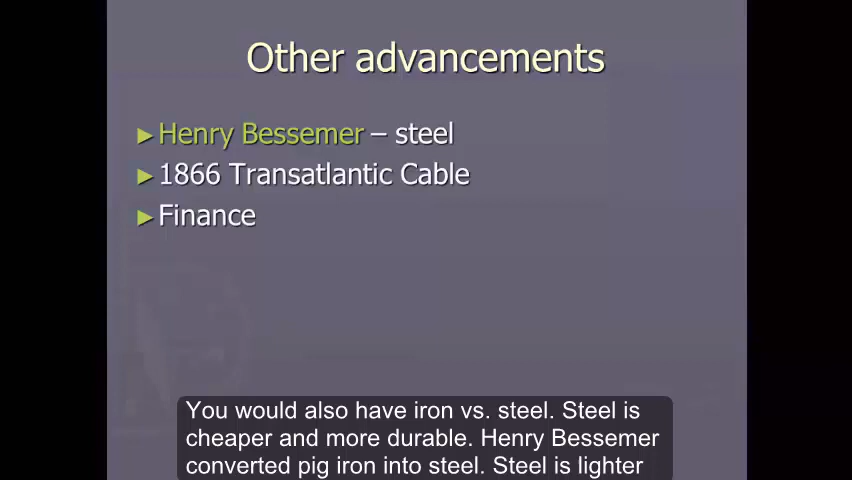 Other advancements
►Henry Bessemer – steel
►1866 Transatlantic Cable
►Finance
You would also have iron vs. steel. Steel is
cheaper and more durable. Henry Bessemer
converted pig iron into steel. Steel is lighter